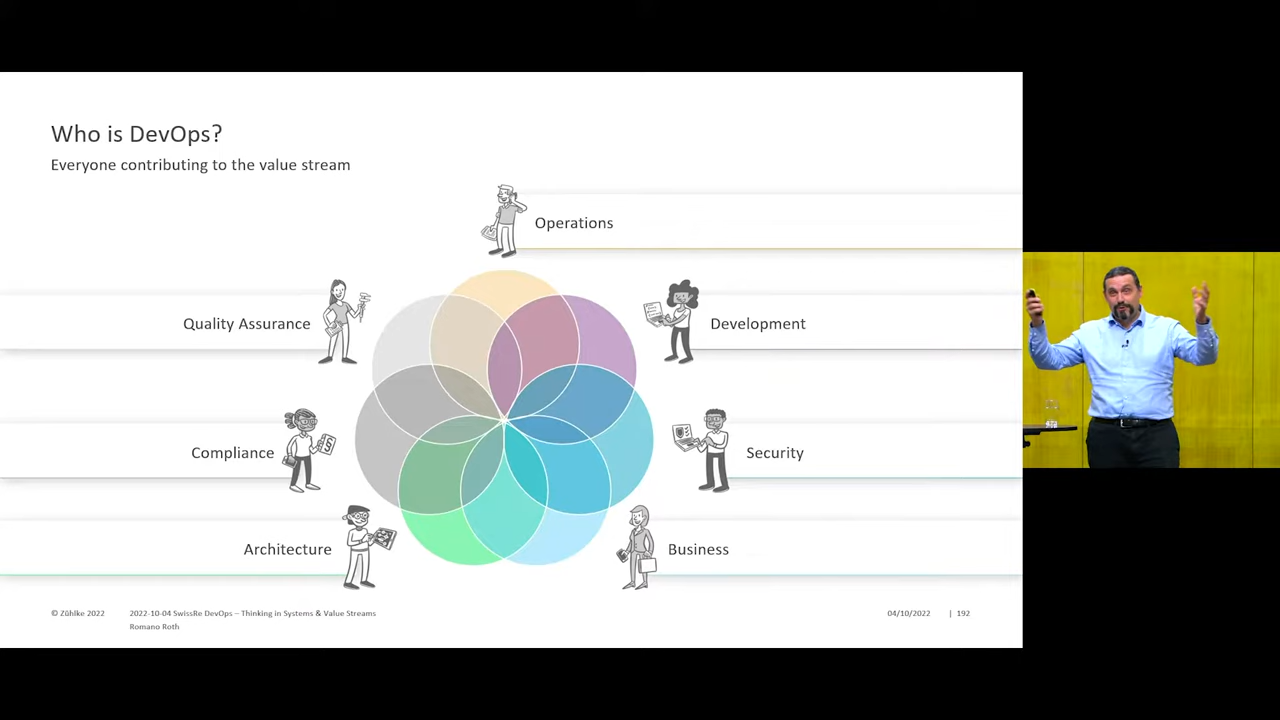 Who is DevOps?
Everyone contributing to the value stream
Operations
Quality Assurance
Development
Compliance
Security
Architecture
Business
© Zühlke 2022
2022-10-04 SwissRe DevOps – Thinking in Systems & Value Streams
Romano Roth
04/10/2022
| 192